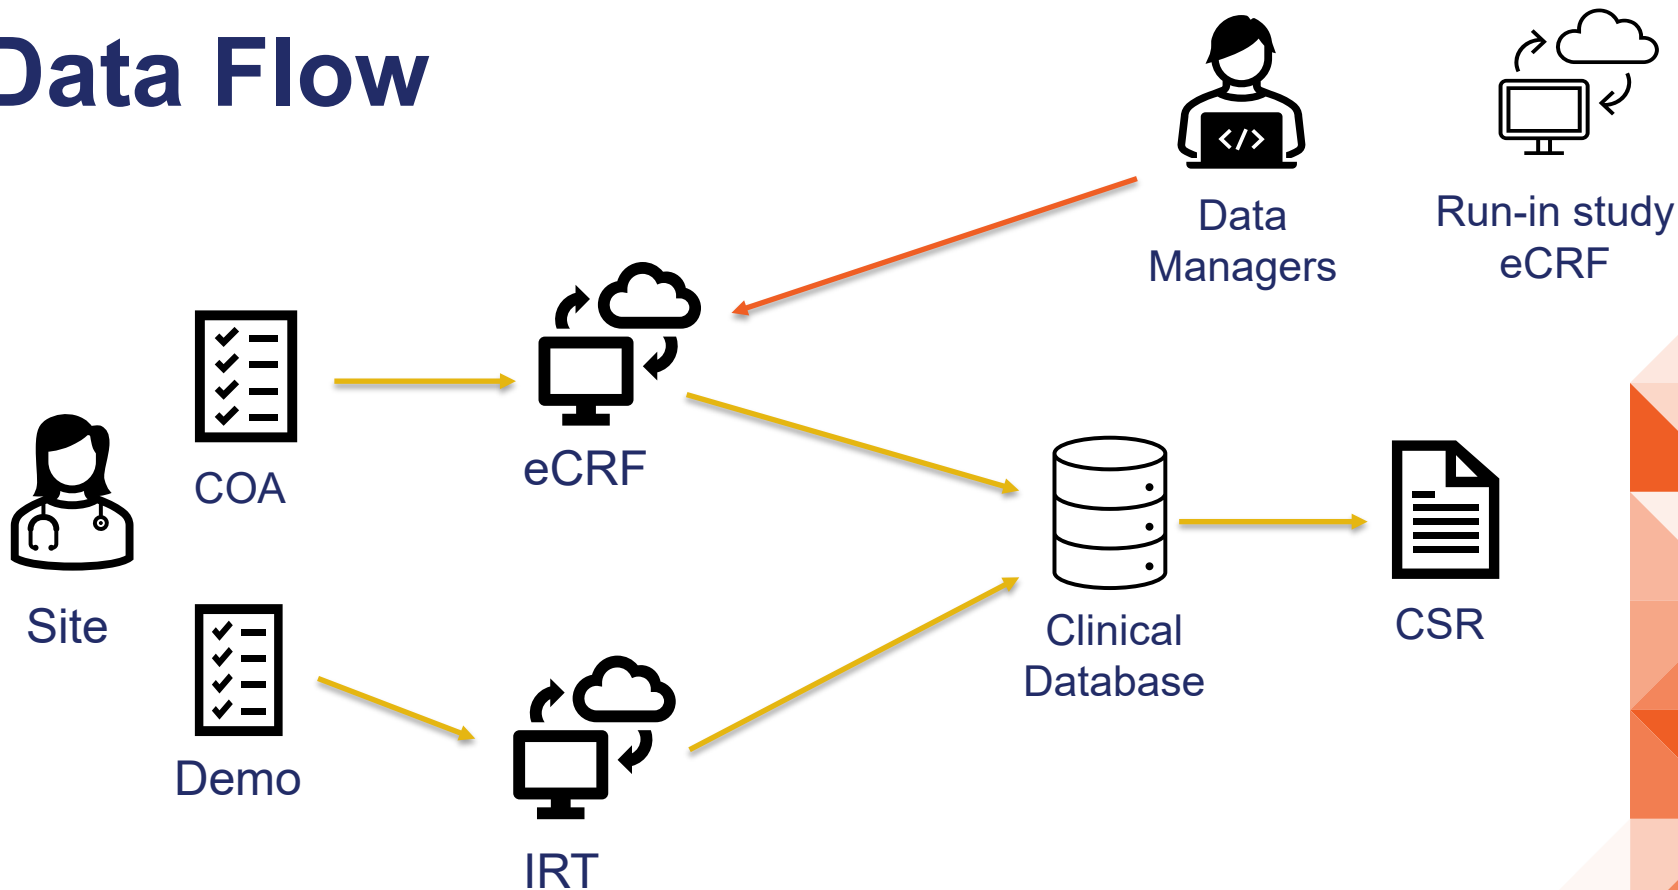 Data Flow
Data
Managers
Run-in study
eCRF
</>
COA
eCRF
Site
Demo
IRT
Clinical
Database
CSR